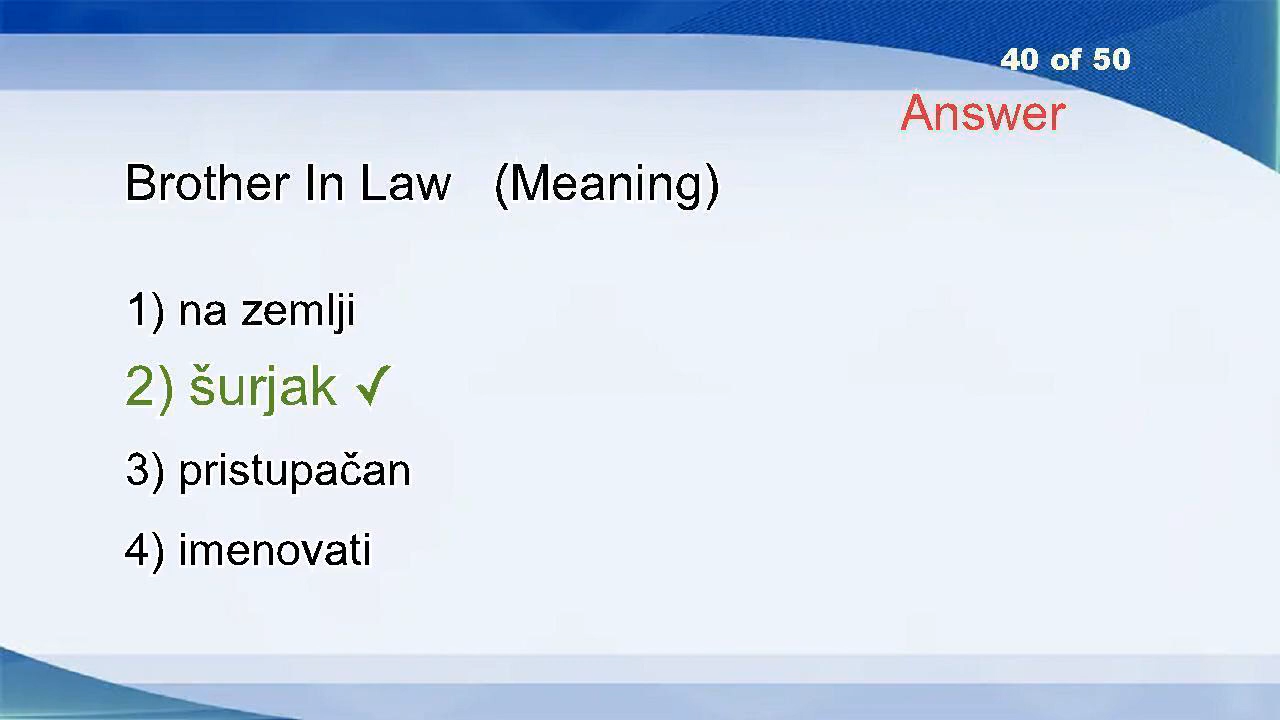 40 of 50
Answer
Brother In Law (Meaning)
1) na zemlji
2) šurjak ✓
3) pristupačan
4) imenovati